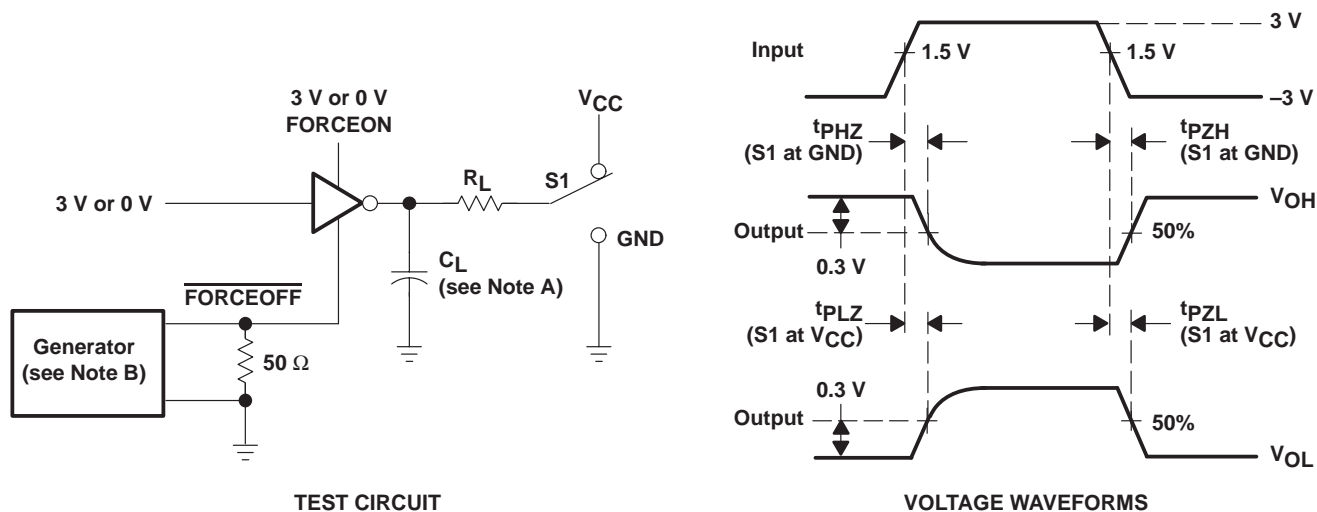 3 V or 0 V
FORCEON
VCC
RL
S1
3 V or 0 V
GND
CL
(see Note A)
FORCEOFF
Generator
(see Note B)
50 Ω
TEST CIRCUIT
3 V
Input
1.5 V
1.5 V
–3 V
tPHZ
(S1 at GND)
tPZH
(S1 at GND)
VOH
Output
50%
0.3 V
tPLZ
(S1 at VCC)
tPZL
(S1 at VCC)
0.3 V
Output
50%
VOL
VOLTAGE WAVEFORMS